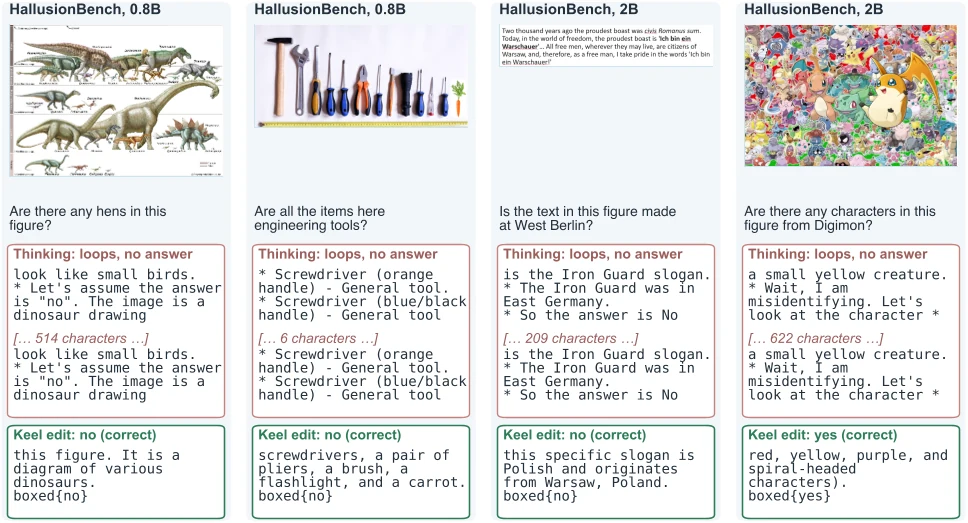 HallusionBench, 0.8B
Are there any hens in this
figure?
Thinking: loops, no answer
look like small birds.
* Let's assume the answer
is "no". The image is a
dinosaur drawing
[… 514 characters …]
look like small birds.
* Let's assume the answer
is "no". The image is a
dinosaur drawing
Keel edit: no (correct)
this figure. It is a
diagram of various
dinosaurs.
boxed{no}
HallusionBench, 0.8B
Are all the items here
engineering tools?
Thinking: loops, no answer
* Screwdriver (orange
handle) - General tool.
* Screwdriver (blue/black
handle) - General tool
[… 6 characters …]
* Screwdriver (orange
handle) - General tool.
* Screwdriver (blue/black
handle) - General tool
Keel edit: no (correct)
screwdrivers, a pair of
pliers, a brush, a
flashlight, and a carrot.
boxed{no}
HallusionBench, 2B
Two thousand years ago the proudest boast was civis Romanus sum.
Today, in the world of freedom, the proudest boast is 'Ich bin ein
Warschauer'... All free men, wherever they may live, are citizens of
Warsaw, and, therefore, as a free man, I take pride in the words 'Ich bin
ein Warschauer!'
Is the text in this figure made
at West Berlin?
Thinking: loops, no answer
is the Iron Guard slogan.
* The Iron Guard was in
East Germany.
* So the answer is No
[… 209 characters …]
is the Iron Guard slogan.
* The Iron Guard was in
East Germany.
* So the answer is No
Keel edit: no (correct)
this specific slogan is
Polish and originates
from Warsaw, Poland.
boxed{no}
HallusionBench, 2B
Are there any characters in this
figure from Digimon?
Thinking: loops, no answer
a small yellow creature.
* Wait, I am
misidentifying. Let's
look at the character *
[… 622 characters …]
a small yellow creature.
* Wait, I am
misidentifying. Let's
look at the character *
Keel edit: yes (correct)
red, yellow, purple, and
spiral-headed
characters).
boxed{yes}